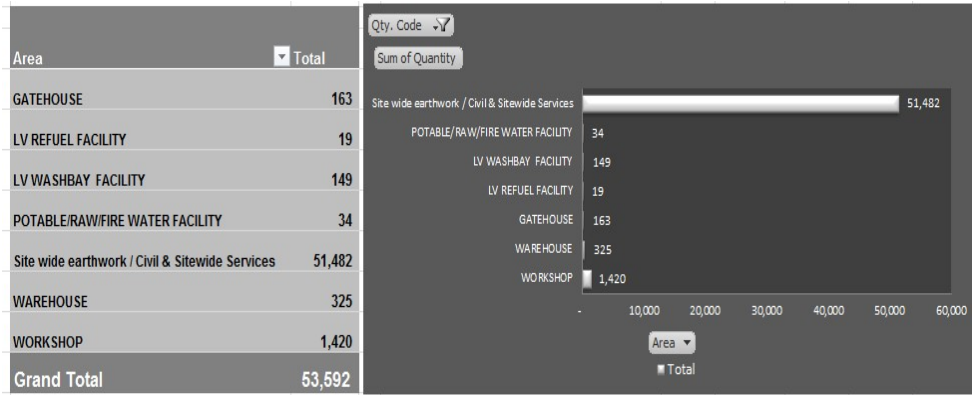 Area Total
GATEHOUSE 163
LV REFUEL FACILITY 19
LV WASHBAY FACILITY 149
POTABLE/RAW/FIRE WATER FACILITY 34
Site wide earthwork / Civil & Sitewide Services 51,482
WAREHOUSE 325
WORKSHOP 1,420
Grand Total 53,592
Qty. Code
Sum of Quantity
Site wide earthwork / Civil & Sitewide Services 51,482
POTABLE/RAW/FIRE WATER FACILITY 34
LV WASHBAY FACILITY 149
LV REFUEL FACILITY 19
GATEHOUSE 163
WAREHOUSE 325
WORKSHOP 1,420
- 10,000 20,000 30,000 40,000 50,000 60,000
Area
Total